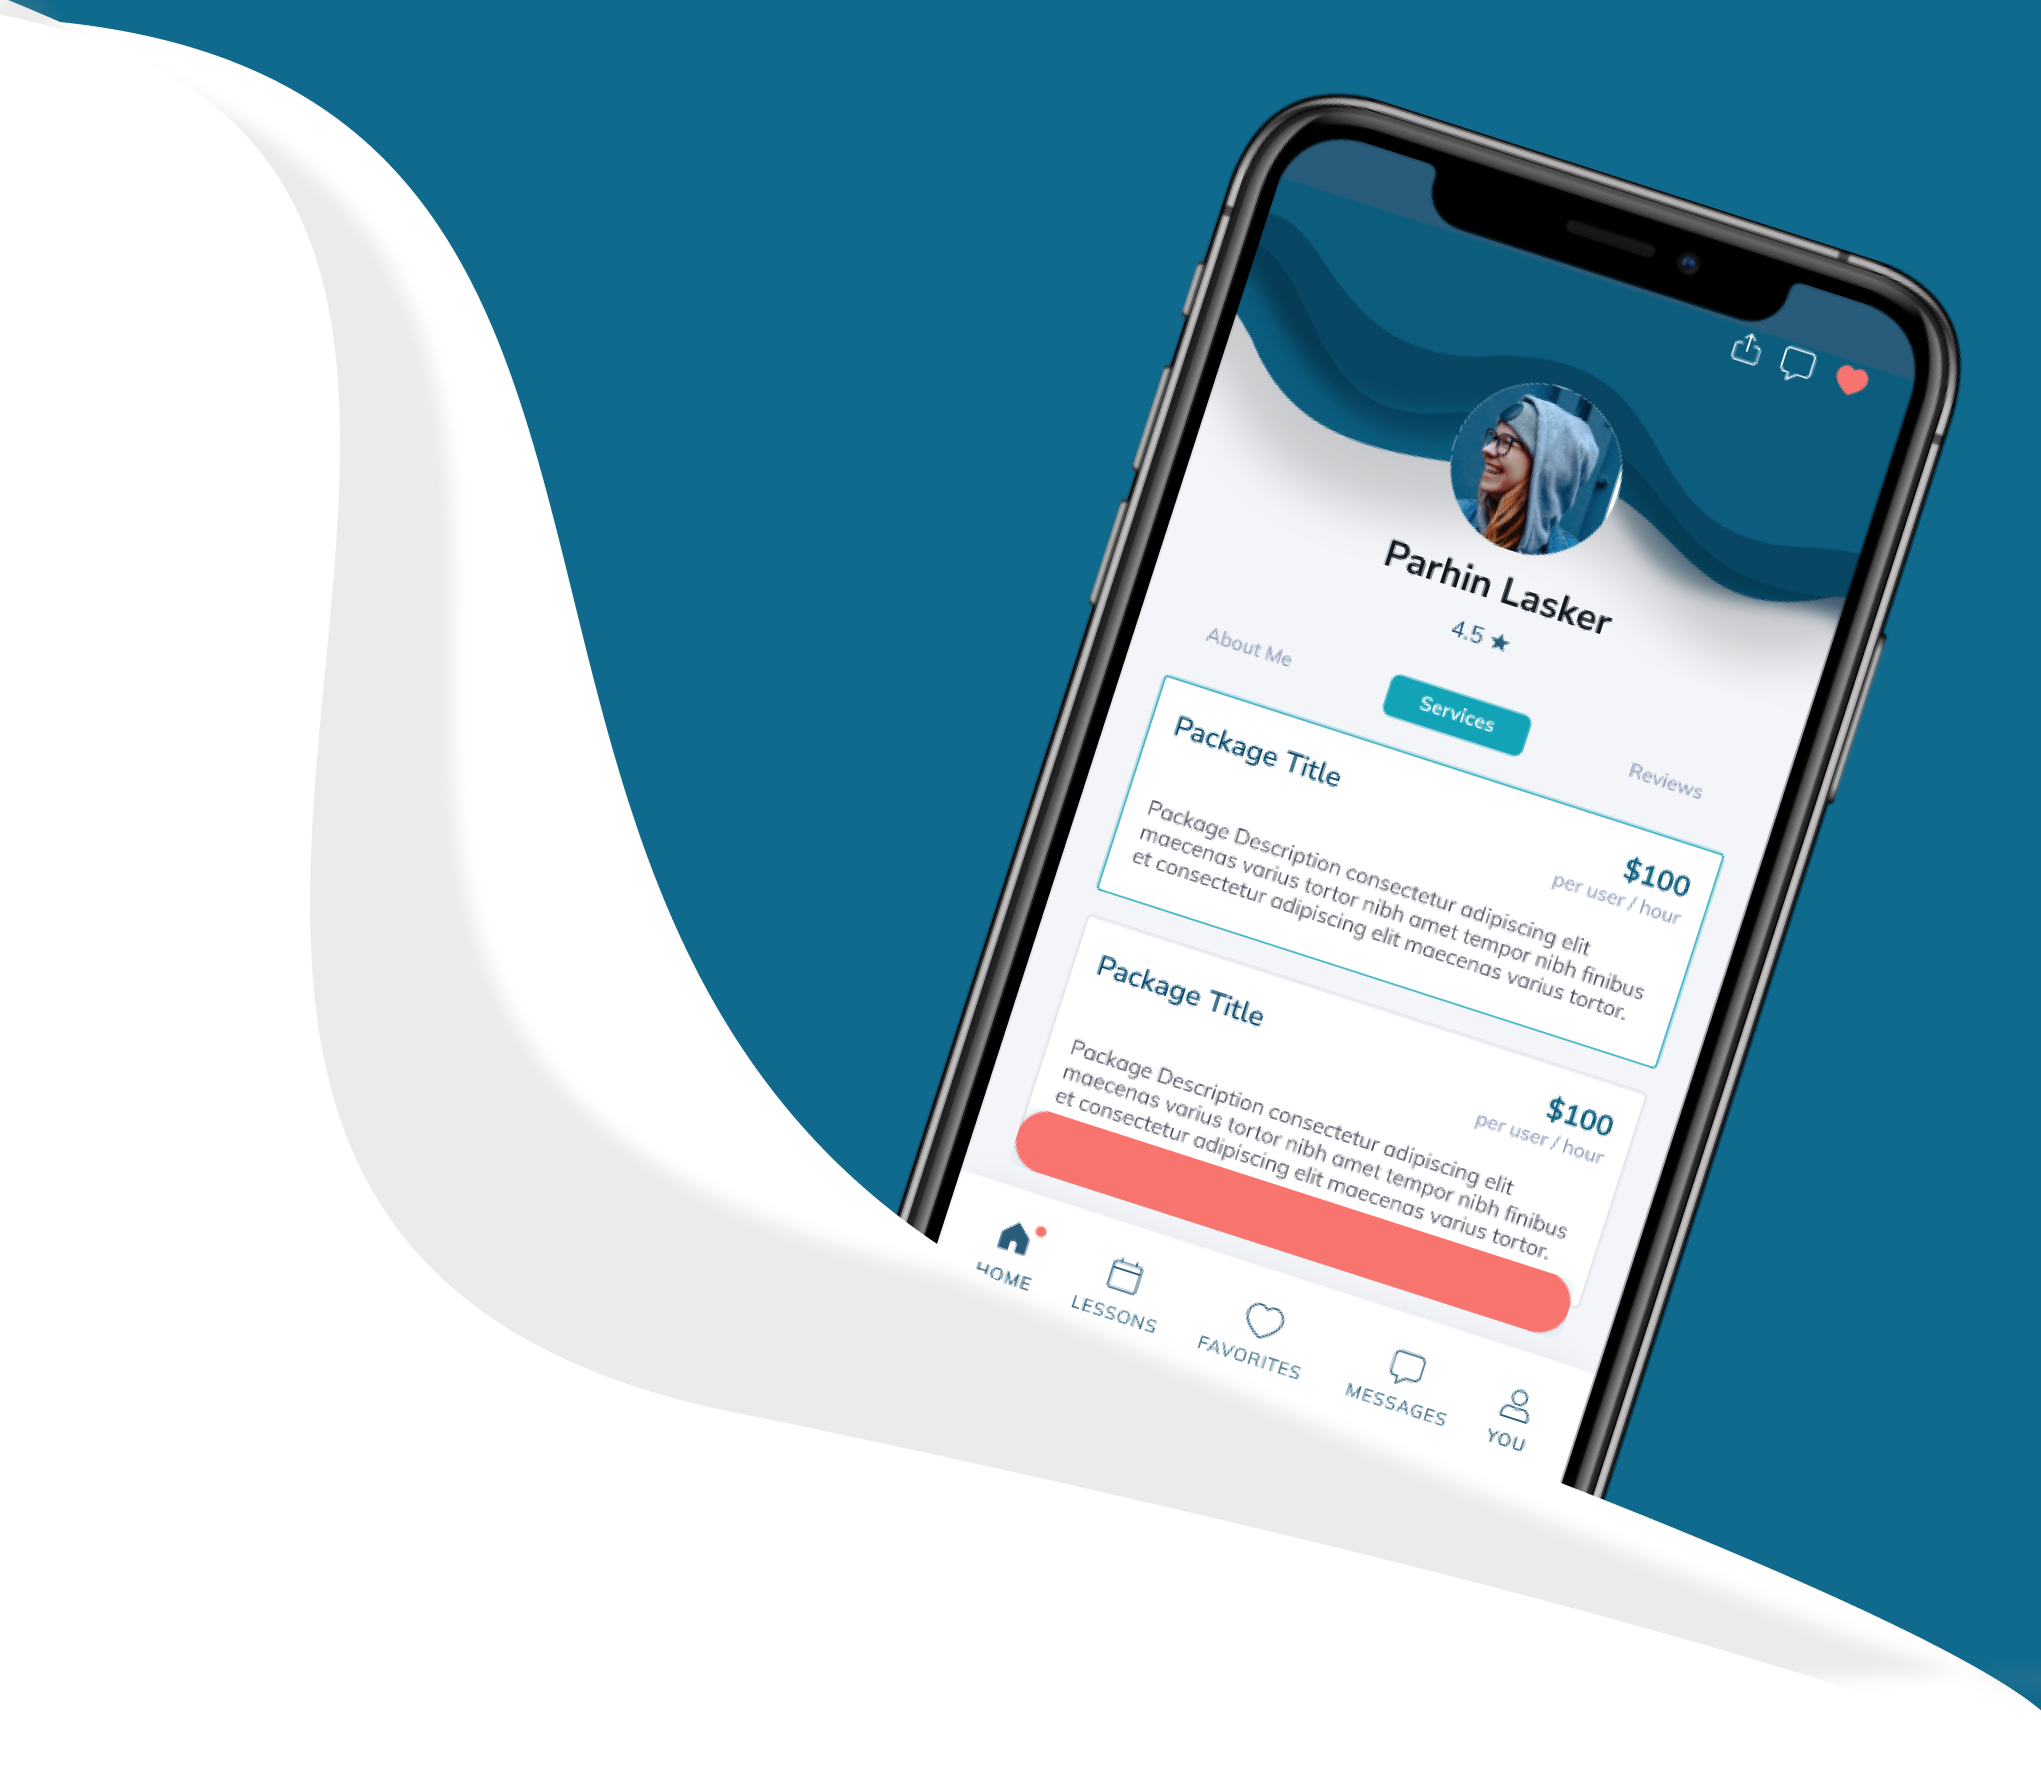 Parhin Lasker
4.5 ★
About Me
Services
Reviews
Package Title
$100
per user / hour
Package Description consectetur adipiscing elit
maecenas varius tortor nibh amet tempor nibh finibus
et consectetur adipiscing elit maecenas varius tortor.
Package Title
$100
per user / hour
Package Description consectetur adipiscing elit
maecenas varius tortor nibh amet tempor nibh finibus
et consectetur adipiscing elit maecenas varius tortor.
HOME
LESSONS
FAVORITES
MESSAGES
YOU